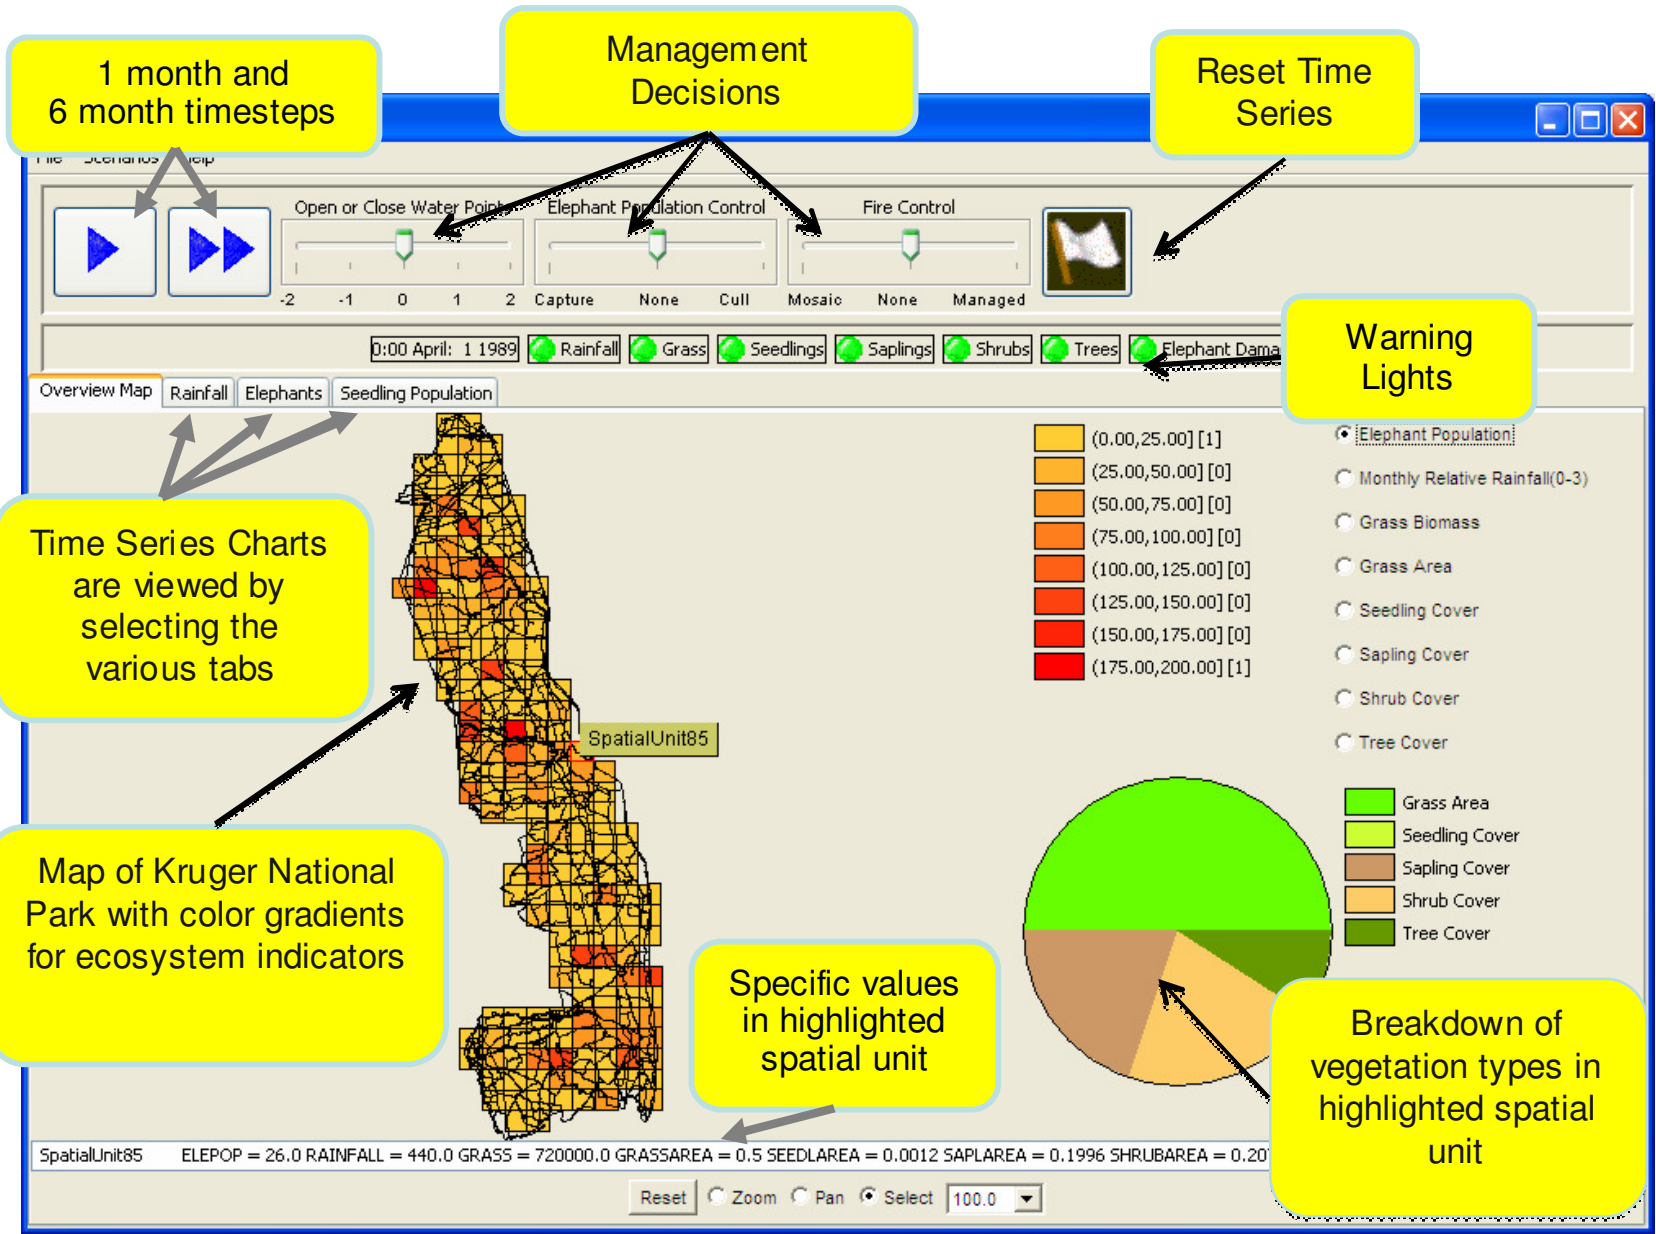 1 month and
6 month timesteps
Management
Decisions
Reset Time
Series
File Scenarios Help
Open or Close Water Points
-2 -1 0 1 2
Elephant Population Control
Capture None Cull
Fire Control
Mosaic None Managed
0:00 April: 1 1989
Rainfall
Grass
Seedlings
Saplings
Shrubs
Trees
Elephant Dama
Warning
Lights
Overview Map
Rainfall
Elephants
Seedling Population
Time Series Charts
are viewed by
selecting the
various tabs
Map of Kruger National
Park with color gradients
for ecosystem indicators
SpatialUnit85
(0.00,25.00] [1]
(25.00,50.00] [0]
(50.00,75.00] [0]
(75.00,100.00] [0]
(100.00,125.00] [0]
(125.00,150.00] [0]
(150.00,175.00] [0]
(175.00,200.00] [1]
Elephant Population
Monthly Relative Rainfall(0-3)
Grass Biomass
Grass Area
Seedling Cover
Sapling Cover
Shrub Cover
Tree Cover
Grass Area
Seedling Cover
Sapling Cover
Shrub Cover
Tree Cover
Specific values
in highlighted
spatial unit
Breakdown of
vegetation types in
highlighted spatial
unit
SpatialUnit85 ELEPOP = 26.0 RAINFALL = 440.0 GRASS = 720000.0 GRASSAREA = 0.5 SEEDLAREA = 0.0012 SAPLAREA = 0.1996 SHRUBAREA = 0.20
Reset Zoom Pan Select 100.0